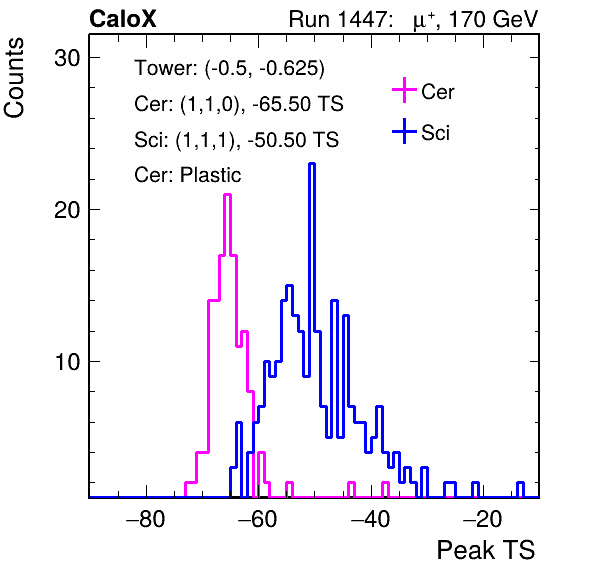 CaloX Run 1447: μ⁺, 170 GeV
Counts
30
20
10
Tower: (-0.5, -0.625)
Cer: (1,1,0), -65.50 TS
Sci: (1,1,1), -50.50 TS
Cer: Plastic
Cer
Sci
−80 −60 −40 −20
Peak TS